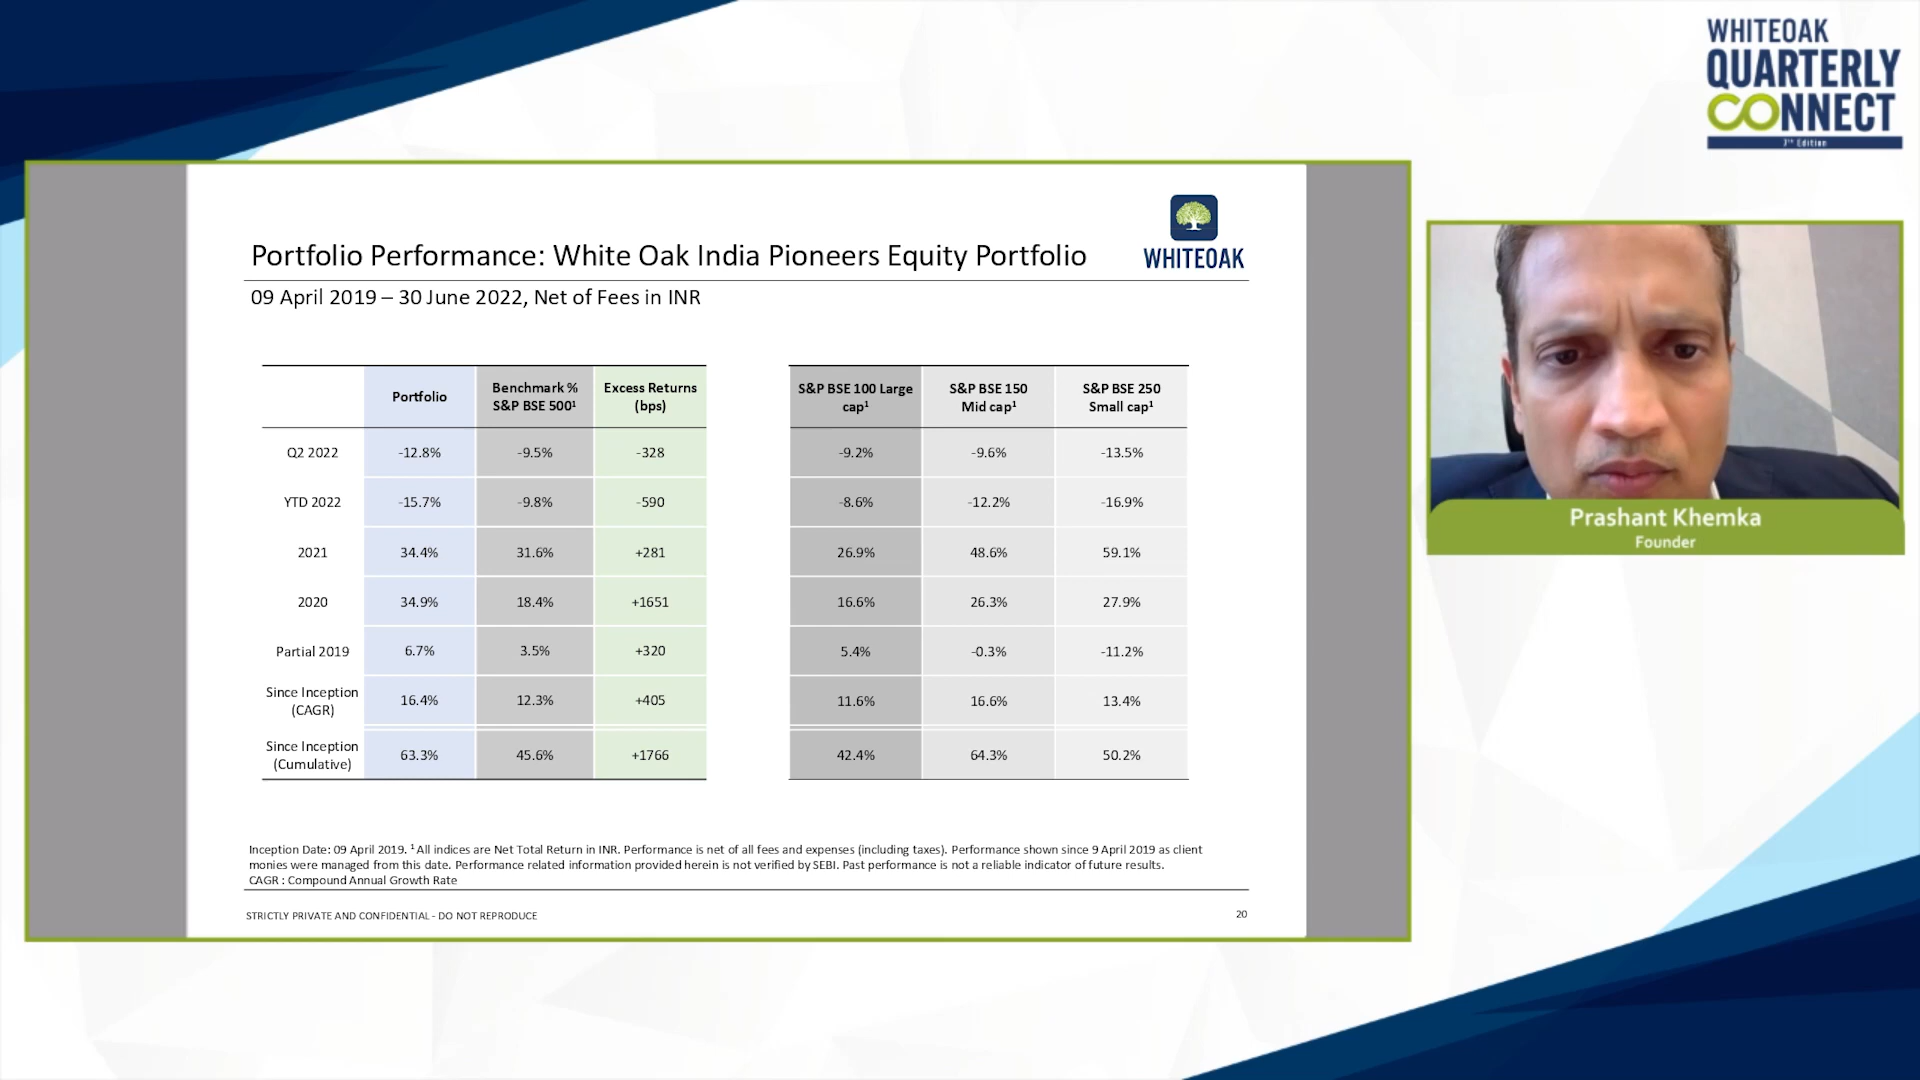 WHITEOAK
QUARTERLY
CONNECT
7th Edition
WHITEOAK
Portfolio Performance: White Oak India Pioneers Equity Portfolio
09 April 2019 – 30 June 2022, Net of Fees in INR
Portfolio Benchmark % S&P BSE 500¹ Excess Returns (bps)
Q2 2022 -12.8% -9.5% -328
YTD 2022 -15.7% -9.8% -590
2021 34.4% 31.6% +281
2020 34.9% 18.4% +1651
Partial 2019 6.7% 3.5% +320
Since Inception (CAGR) 16.4% 12.3% +405
Since Inception (Cumulative) 63.3% 45.6% +1766
S&P BSE 100 Large cap¹ S&P BSE 150 Mid cap¹ S&P BSE 250 Small cap¹
-9.2% -9.6% -13.5%
-8.6% -12.2% -16.9%
26.9% 48.6% 59.1%
16.6% 26.3% 27.9%
5.4% -0.3% -11.2%
11.6% 16.6% 13.4%
42.4% 64.3% 50.2%
Inception Date: 09 April 2019. ¹ All indices are Net Total Return in INR. Performance is net of all fees and expenses (including taxes). Performance shown since 9 April 2019 as client
monies were managed from this date. Performance related information provided herein is not verified by SEBI. Past performance is not a reliable indicator of future results.
CAGR : Compound Annual Growth Rate
STRICTLY PRIVATE AND CONFIDENTIAL - DO NOT REPRODUCE
20
Prashant Khemka
Founder